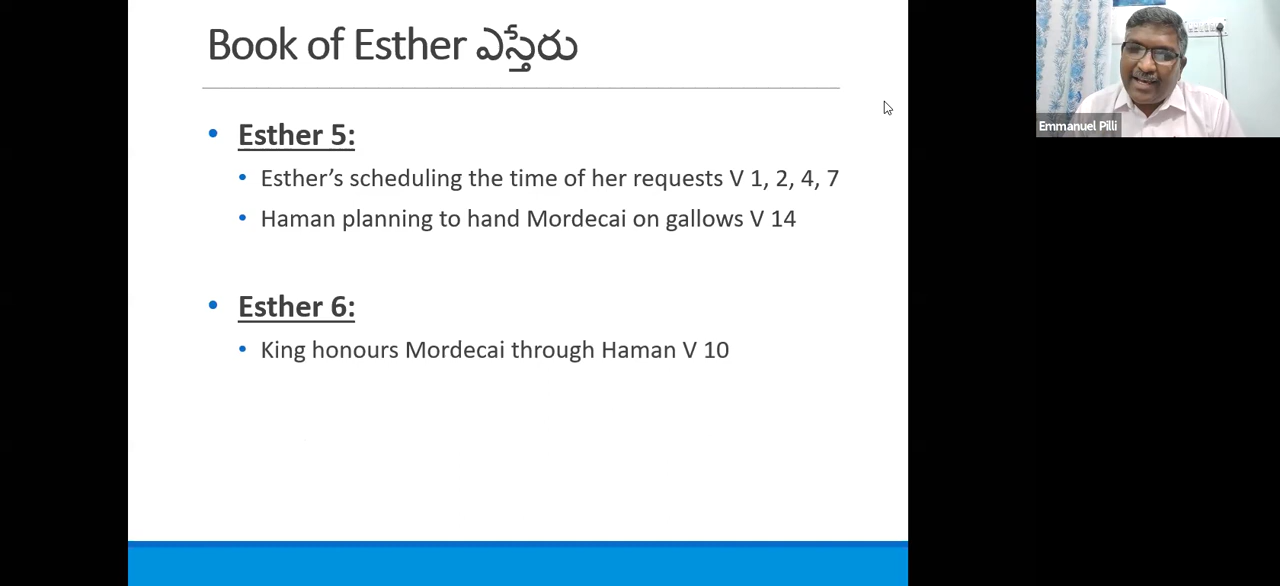 Book of Esther ఎస్తేరు
Emmanuel Pilli
• Esther 5:
• Esther’s scheduling the time of her requests V 1, 2, 4, 7
• Haman planning to hand Mordecai on gallows V 14
• Esther 6:
• King honours Mordecai through Haman V 10